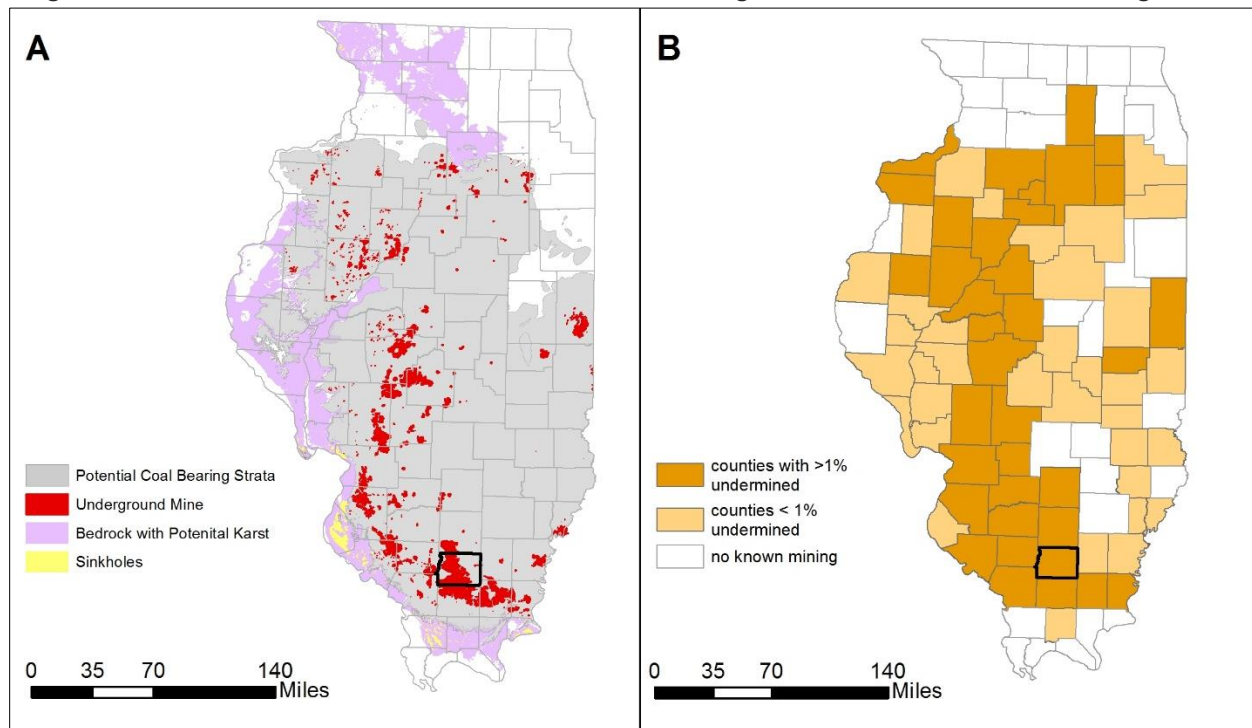 A
Potential Coal Bearing Strata
Underground Mine
Bedrock with Potenital Karst
Sinkholes
0 35 70 140
Miles
B
counties with >1%
undermined
counties < 1%
undermined
no known mining
0 35 70 140
Miles